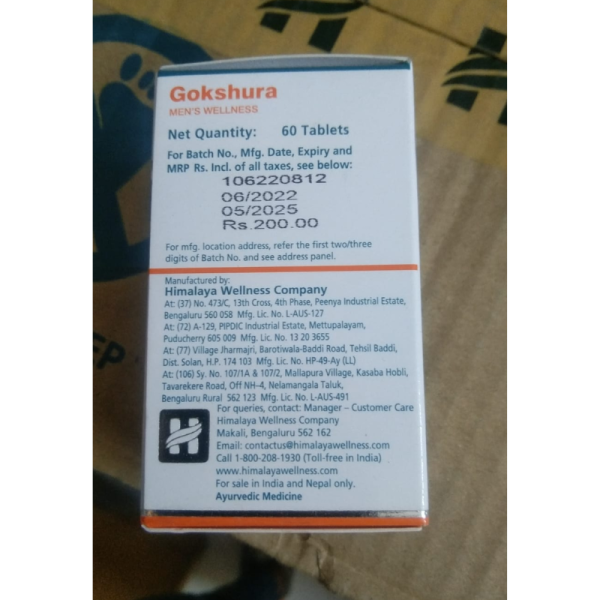 Gokshura
MEN'S WELLNESS
Net Quantity: 60 Tablets
For Batch No., Mfg. Date, Expiry and
MRP Rs. Incl. of all taxes, see below:
106220812
06/2022
05/2025
Rs.200.00
For mfg. location address, refer the first two/three
digits of Batch No. and see address panel.
Manufactured by:
Himalaya Wellness Company
At: (37) No. 473/C, 13th Cross, 4th Phase, Peenya Industrial Estate,
Bengaluru 560 058 Mfg. Lic. No. L-AUS-127
At: (72) A-129, PIPDIC Industrial Estate, Mettupalayam,
Puducherry 605 009 Mfg. Lic. No. 13 20 3655
At: (77) Village Jharmajri, Barotiwala-Baddi Road, Tehsil Baddi,
Dist. Solan, H.P. 174 103 Mfg. Lic. No. HP-49-Ay (LL)
At: (106) Sy. No. 107/1A & 107/2, Mallapura Village, Kasaba Hobli,
Tavarekere Road, Off NH-4, Nelamangala Taluk,
Bengaluru Rural 562 123 Mfg. Lic. No. L-AUS-491
For queries, contact: Manager – Customer Care
Himalaya Wellness Company
Makali, Bengaluru 562 162
Email: contactus@himalayawellness.com
Call 1-800-208-1930 (Toll-free in India)
www.himalayawellness.com
For sale in India and Nepal only.
Ayurvedic Medicine